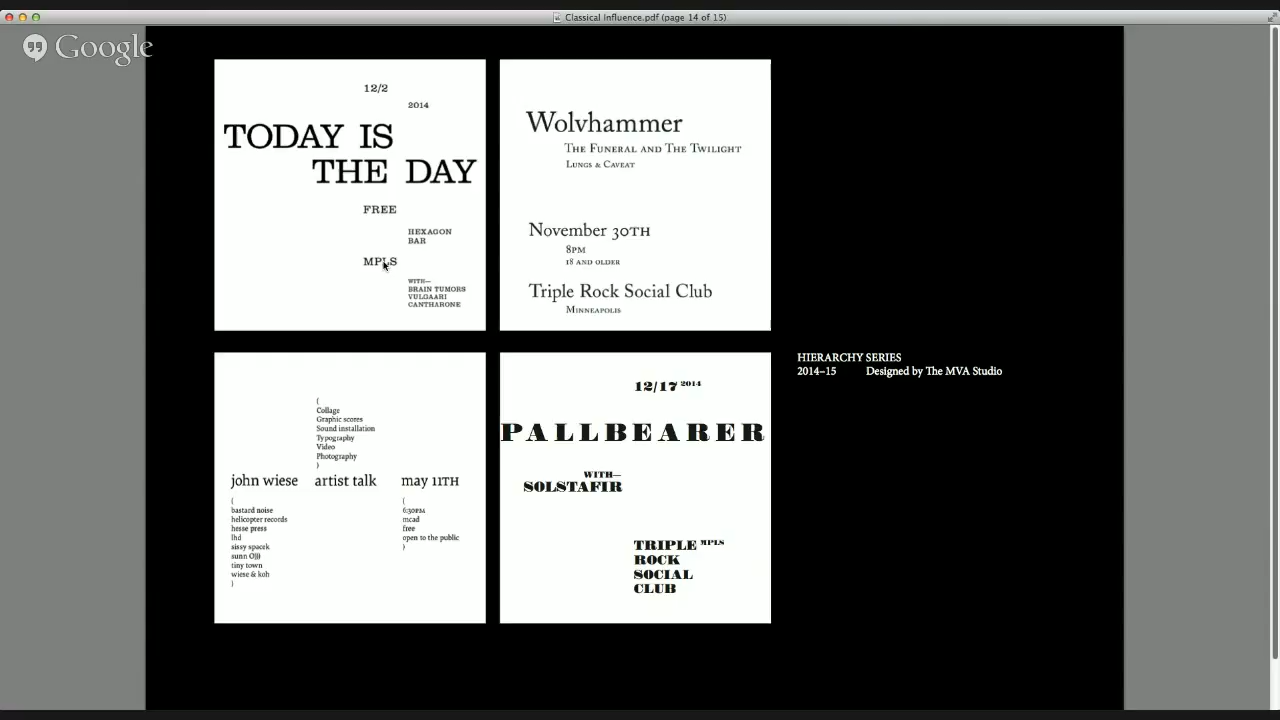 Classical Influence.pdf (page 14 of 15)
Google
12/2
2014
TODAY IS
THE DAY
FREE
HEXAGON
BAR
MPLS
WITH—
BRAIN TUMORS
VULGAARI
CANTHARONE
Wolvhammer
The Funeral and The Twilight
Lungs & Caveat
November 30TH
8PM
18 AND OLDER
Triple Rock Social Club
Minneapolis
(
Collage
Graphic scores
Sound installation
Typography
Video
Photography
)
john wiese artist talk may 11TH
(
bastard noise
helicopter records
hesse press
lhd
sissy spacek
sunn O)))
tiny town
wiese & koh
)
(
6:30PM
mcad
free
open to the public
)
12/17 2014
PALLBEARER
WITH—
SOLSTAFIR
TRIPLE MPLS
ROCK
SOCIAL
CLUB
HIERARCHY SERIES
2014–15 Designed by The MVA Studio